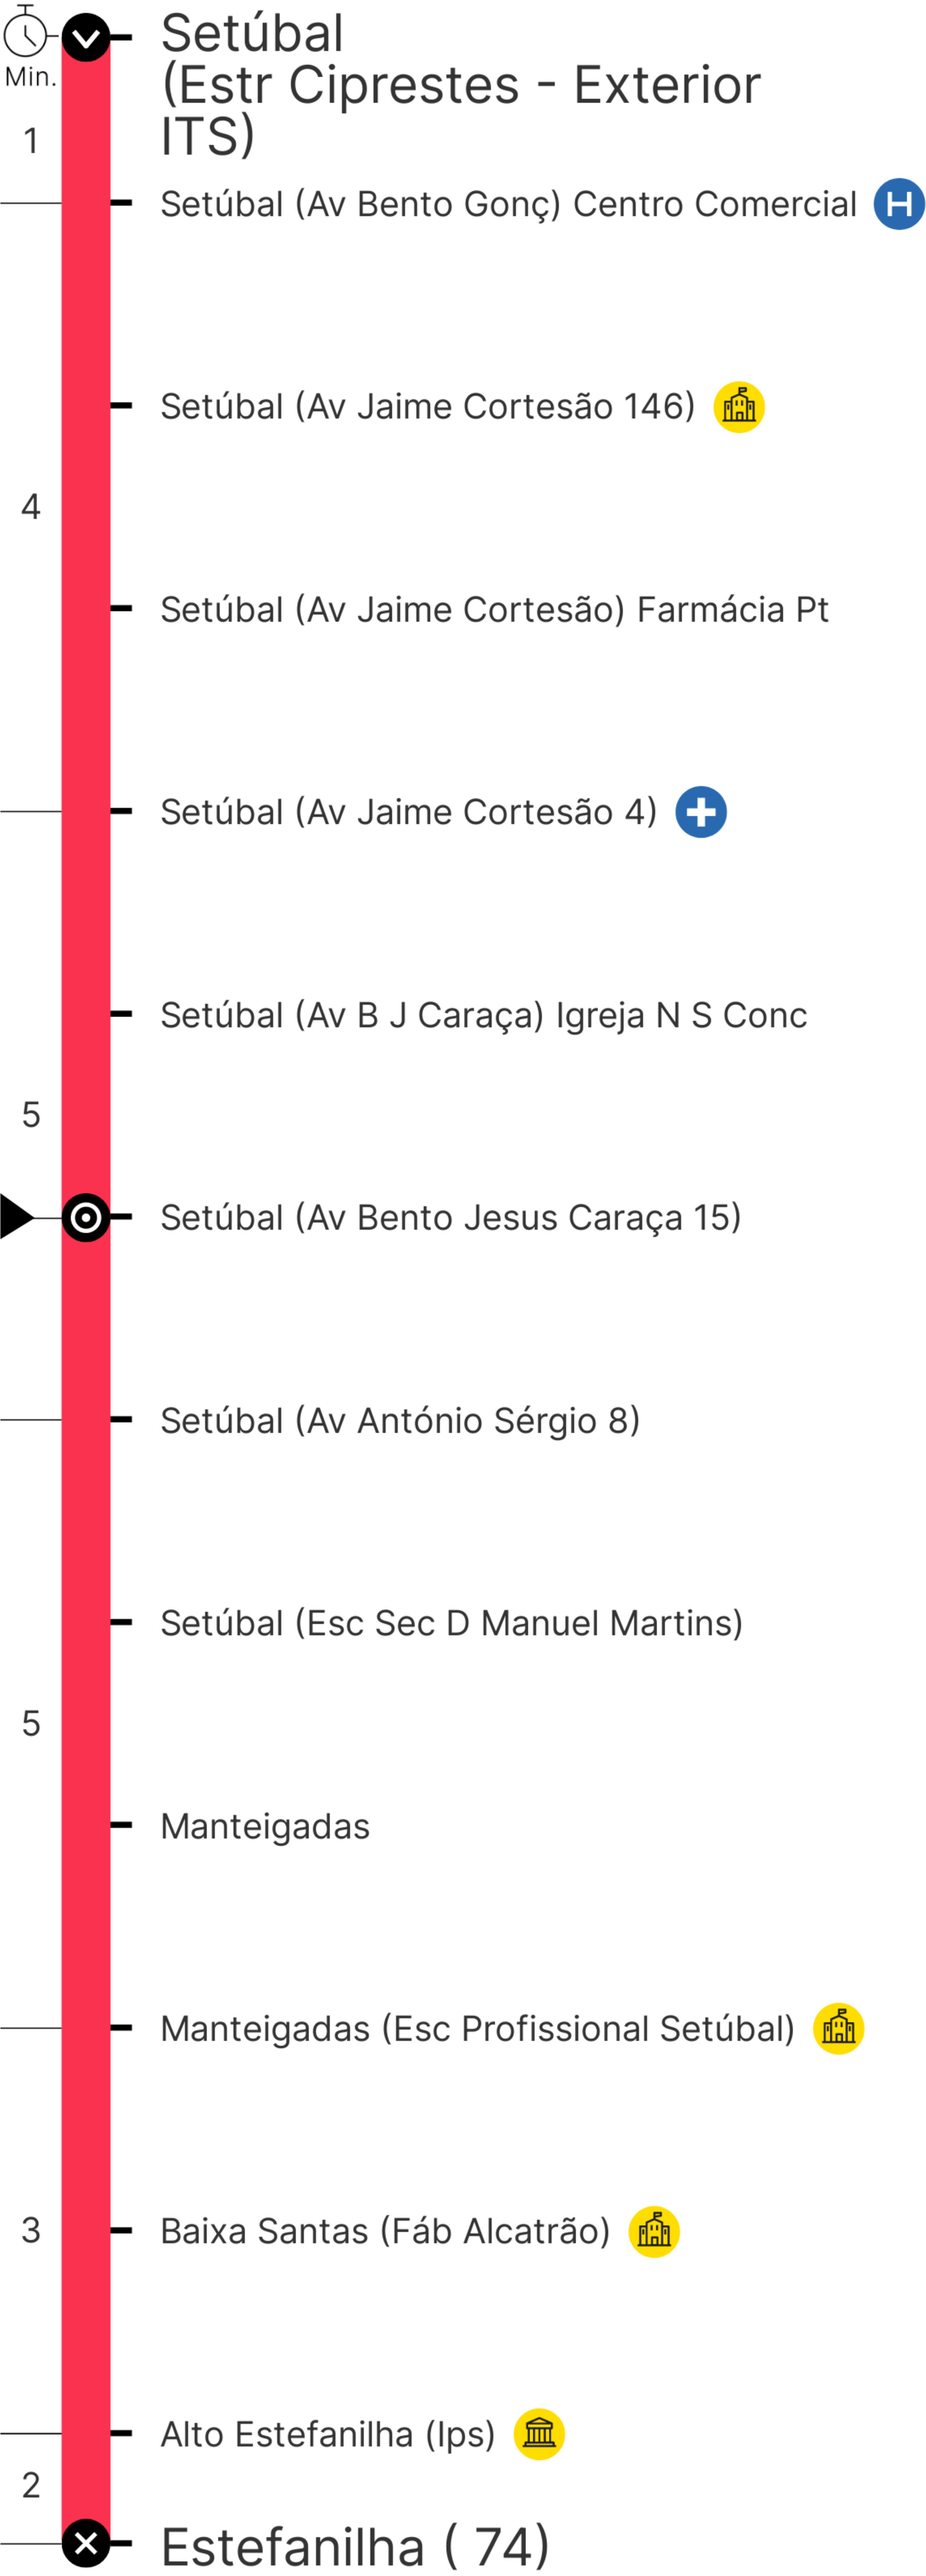 Setúbal
(Estr Ciprestes - Exterior
ITS)
Min.
1
Setúbal (Av Bento Gonç) Centro Comercial H
Setúbal (Av Jaime Cortesão 146)
4
Setúbal (Av Jaime Cortesão) Farmácia Pt
Setúbal (Av Jaime Cortesão 4)
Setúbal (Av B J Caraça) Igreja N S Conc
5
Setúbal (Av Bento Jesus Caraça 15)
Setúbal (Av António Sérgio 8)
Setúbal (Esc Sec D Manuel Martins)
5
Manteigadas
Manteigadas (Esc Profissional Setúbal)
3
Baixa Santas (Fáb Alcatrão)
Alto Estefanilha (Ips)
2
Estefanilha ( 74)